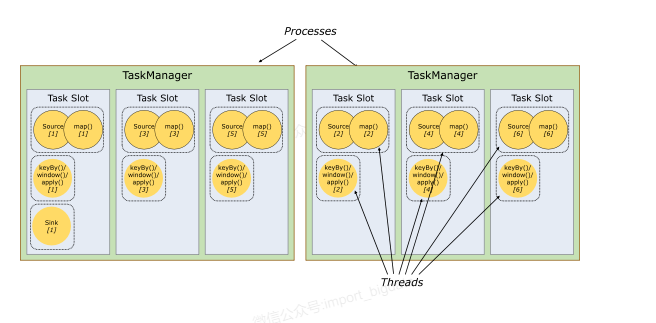 Processes
TaskManager
TaskManager
Task Slot
Task Slot
Task Slot
Task Slot
Task Slot
Task Slot
Source
[1]
map()
[1]
Source
[3]
map()
[3]
Source
[5]
map()
[5]
Source
[2]
map()
[2]
Source
[4]
map()
[4]
Source
[6]
map()
[6]
keyBy()/
window()/
apply()
[1]
keyBy()/
window()/
apply()
[3]
keyBy()/
window()/
apply()
[5]
keyBy()/
window()/
apply()
[2]
keyBy()/
window()/
apply()
[4]
keyBy()/
window()/
apply()
[6]
Sink
[1]
Threads
微信公众号:import_big